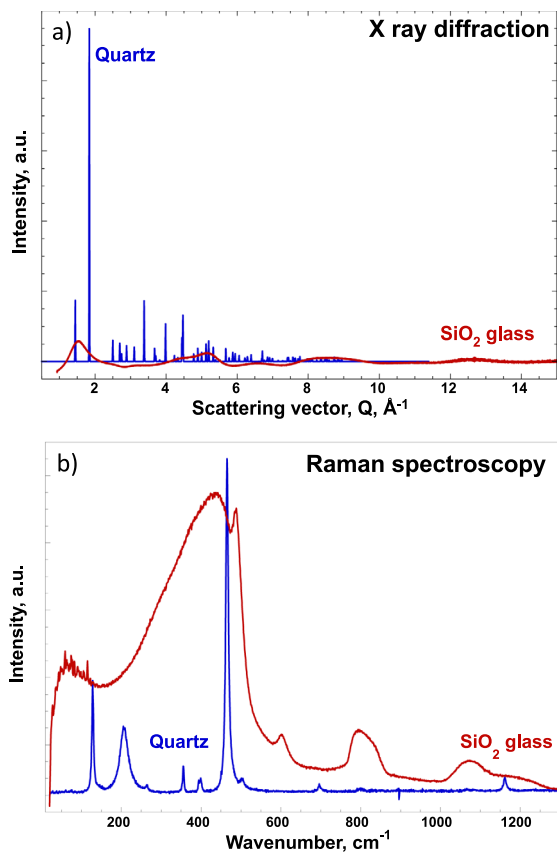 a)
X ray diffraction
Quartz
Intensity, a.u.
SiO₂ glass
2 4 6 8 10 12 14
Scattering vector, Q, Å⁻¹
b)
Raman spectroscopy
Intensity, a.u.
Quartz
SiO₂ glass
200 400 600 800 1000 1200
Wavenumber, cm⁻¹